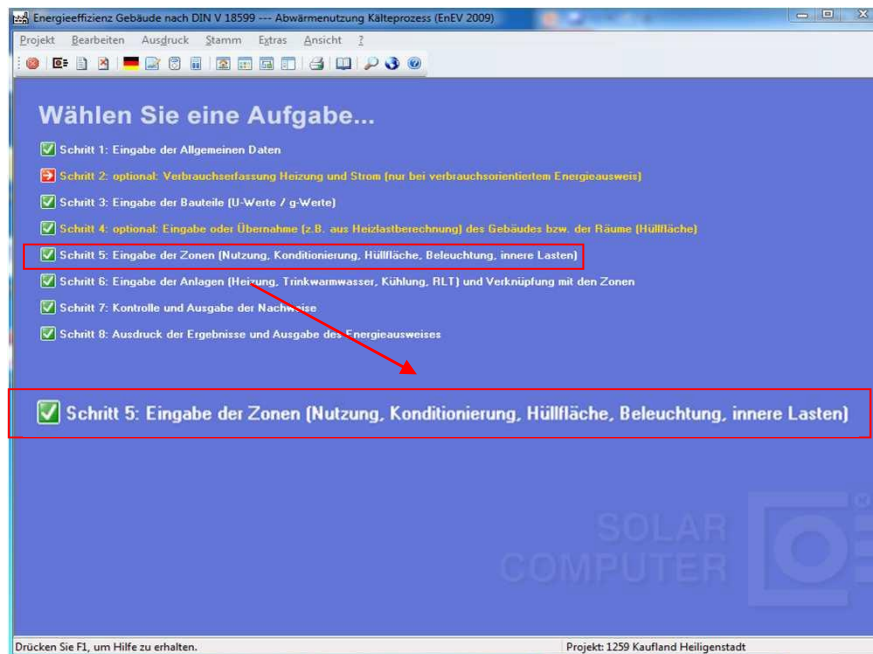 Energieeffizienz Gebäude nach DIN V 18599 --- Abwärmenutzung Kälteprozess (EnEV 2009)
Projekt Bearbeiten Ausdruck Stamm Extras Ansicht ?
Wählen Sie eine Aufgabe...
Schritt 1: Eingabe der Allgemeinen Daten
Schritt 2: optional: Verbrauchserfassung Heizung und Strom (nur bei verbrauchsorientiertem Energieausweis)
Schritt 3: Eingabe der Bauteile (U-Werte / g-Werte)
Schritt 4: optional: Eingabe oder Übernahme (z.B. aus Heizlastberechnung) des Gebäudes bzw. der Räume (Hüllfläche)
Schritt 5: Eingabe der Zonen (Nutzung, Konditionierung, Hüllfläche, Beleuchtung, innere Lasten)
Schritt 6: Eingabe der Anlagen (Heizung, Trinkwarmwasser, Kühlung, RLT) und Verknüpfung mit den Zonen
Schritt 7: Kontrolle und Ausgabe der Nachweise
Schritt 8: Ausdruck der Ergebnisse und Ausgabe des Energieausweises
Schritt 5: Eingabe der Zonen (Nutzung, Konditionierung, Hüllfläche, Beleuchtung, innere Lasten)
SOLAR
COMPUTER
Drücken Sie F1, um Hilfe zu erhalten.
Projekt: 1259 Kaufland Heiligenstadt